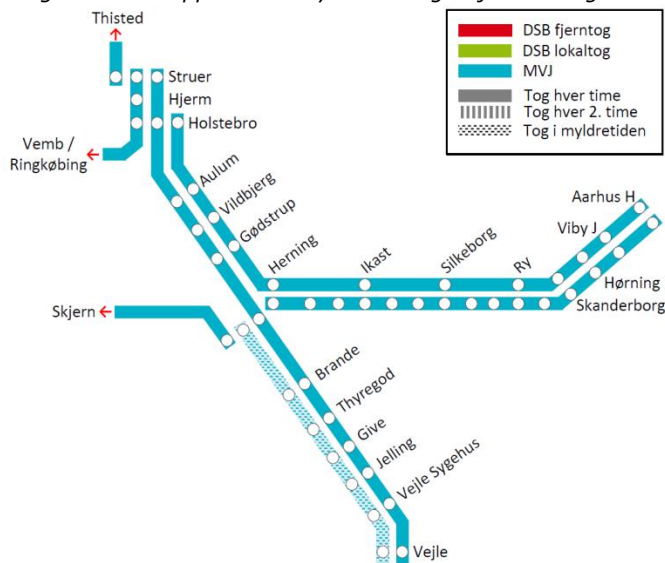 Thisted
DSB fjerntog
DSB lokaltog
MVJ
Tog hver time
Tog hver 2. time
Tog i myldretiden
Struer
Hjerm
Holstebro
Vemb /
Ringkøbing
Aulum
Vildbjerg
Gødstrup
Herning
Ikast
Silkeborg
Ry
Aarhus H
Viby J
Hørning
Skanderborg
Skjern
Brande
Thyregod
Give
Jelling
Vejle Sygehus
Vejle